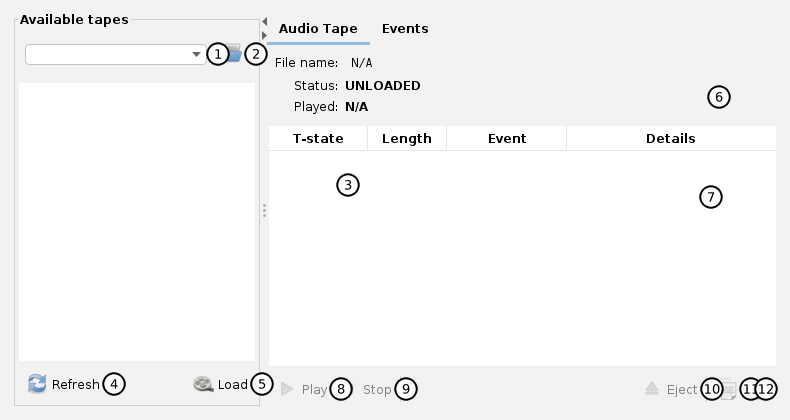 Available tapes
1 2
4 Refresh
Load 5
Audio Tape Events
File name: N/A
Status: UNLOADED
Played: N/A
6
T-state Length Event Details
3
7
Play 8 Stop 9 Eject 10 11 12